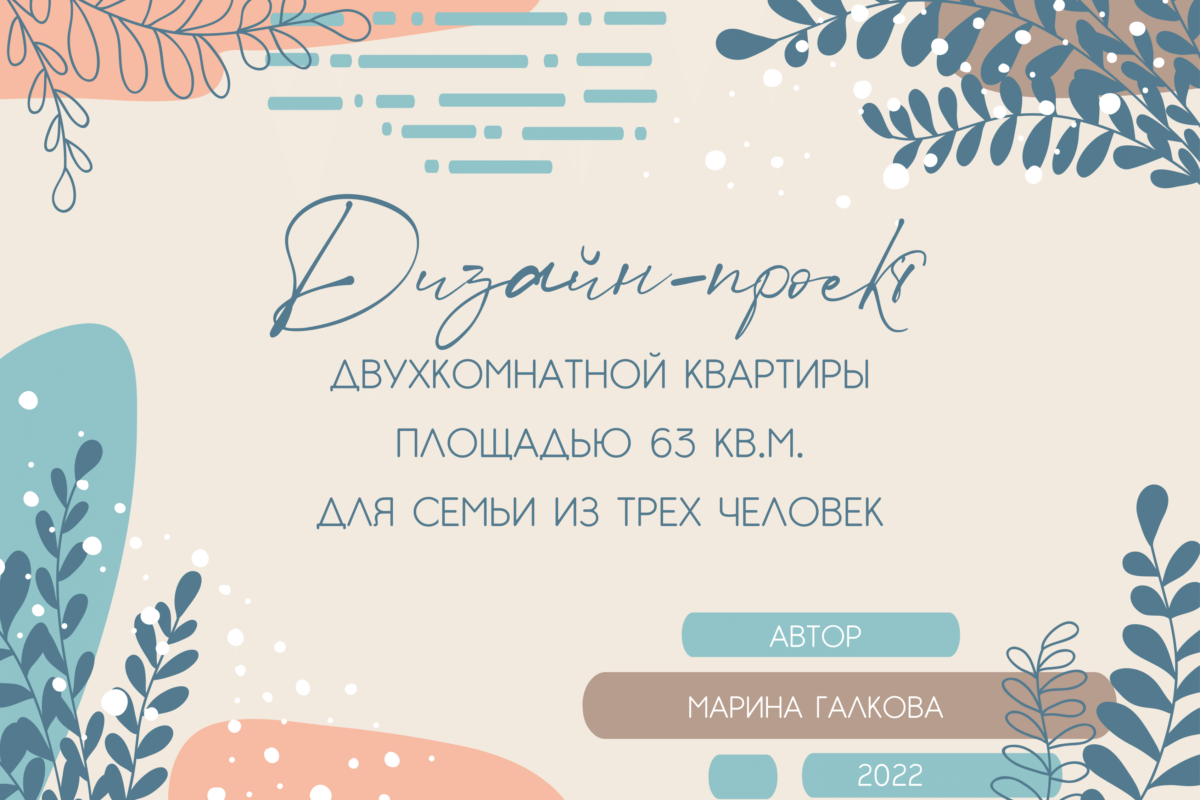 Дизайн-проект
ДВУХКОМНАТНОЙ КВАРТИРЫ
ПЛОЩАДЬЮ 63 КВ.М.
ДЛЯ СЕМЬИ ИЗ ТРЕХ ЧЕЛОВЕК
АВТОР
МАРИНА ГАЛКОВА
2022